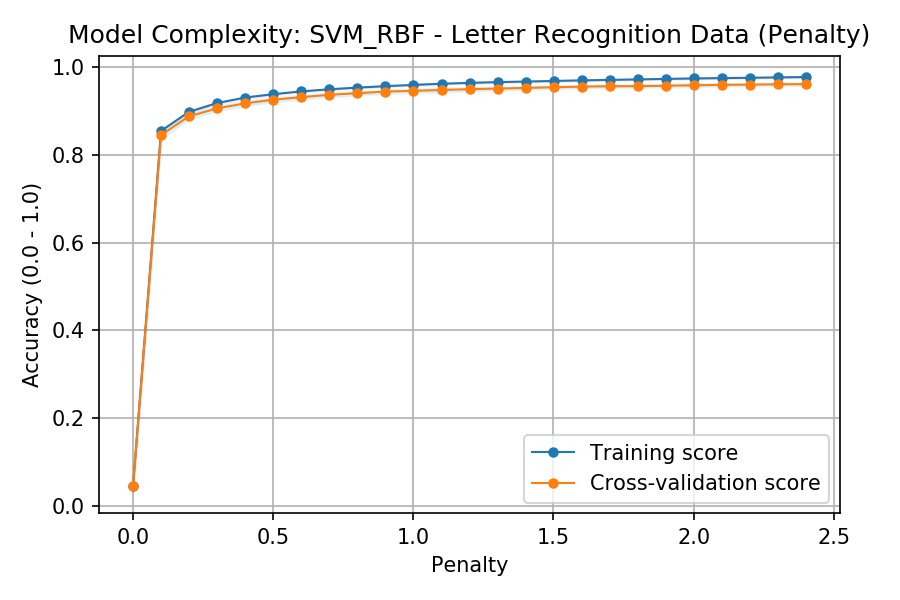 Model Complexity: SVM_RBF - Letter Recognition Data (Penalty)
1.0
0.8
0.6
0.4
0.2
0.0
Accuracy (0.0 - 1.0)
Training score
Cross-validation score
0.0 0.5 1.0 1.5 2.0 2.5
Penalty